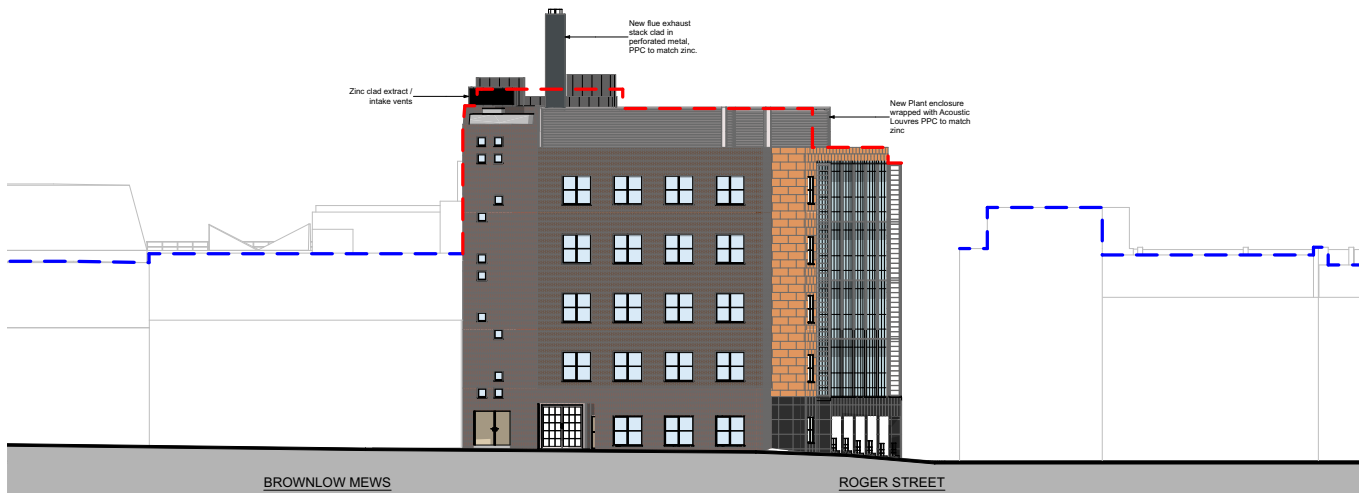 New flue exhaust
stack clad in
perforated metal,
PPC to match zinc.
Zinc clad extract /
intake vents
New Plant enclosure
wrapped with Acoustic
Louvres PPC to match
zinc
BROWNLOW MEWS
ROGER STREET